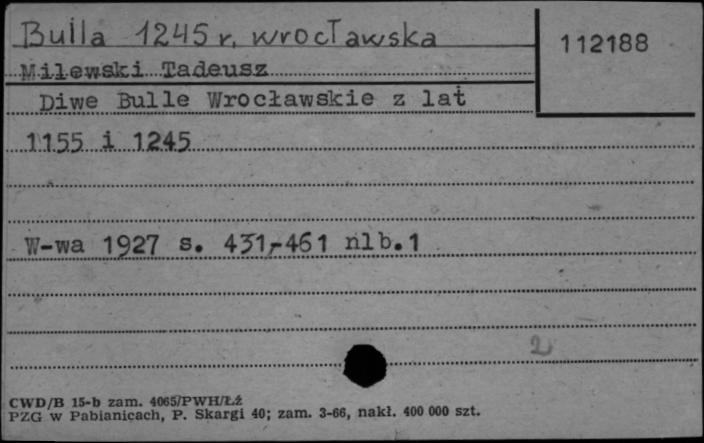 Bulla 1245 r. wrocławska
112188
Milewski Tadeusz
Diwe Bulle Wrocławskie z lat
1155 i 1245
W-wa 1927 s. 431-461 nlb.1
2
CWD/B 15-b zam. 4065/PWH/Łź
PZG w Pabianicach, P. Skargi 40; zam. 3-66, nakł. 400 000 szt.